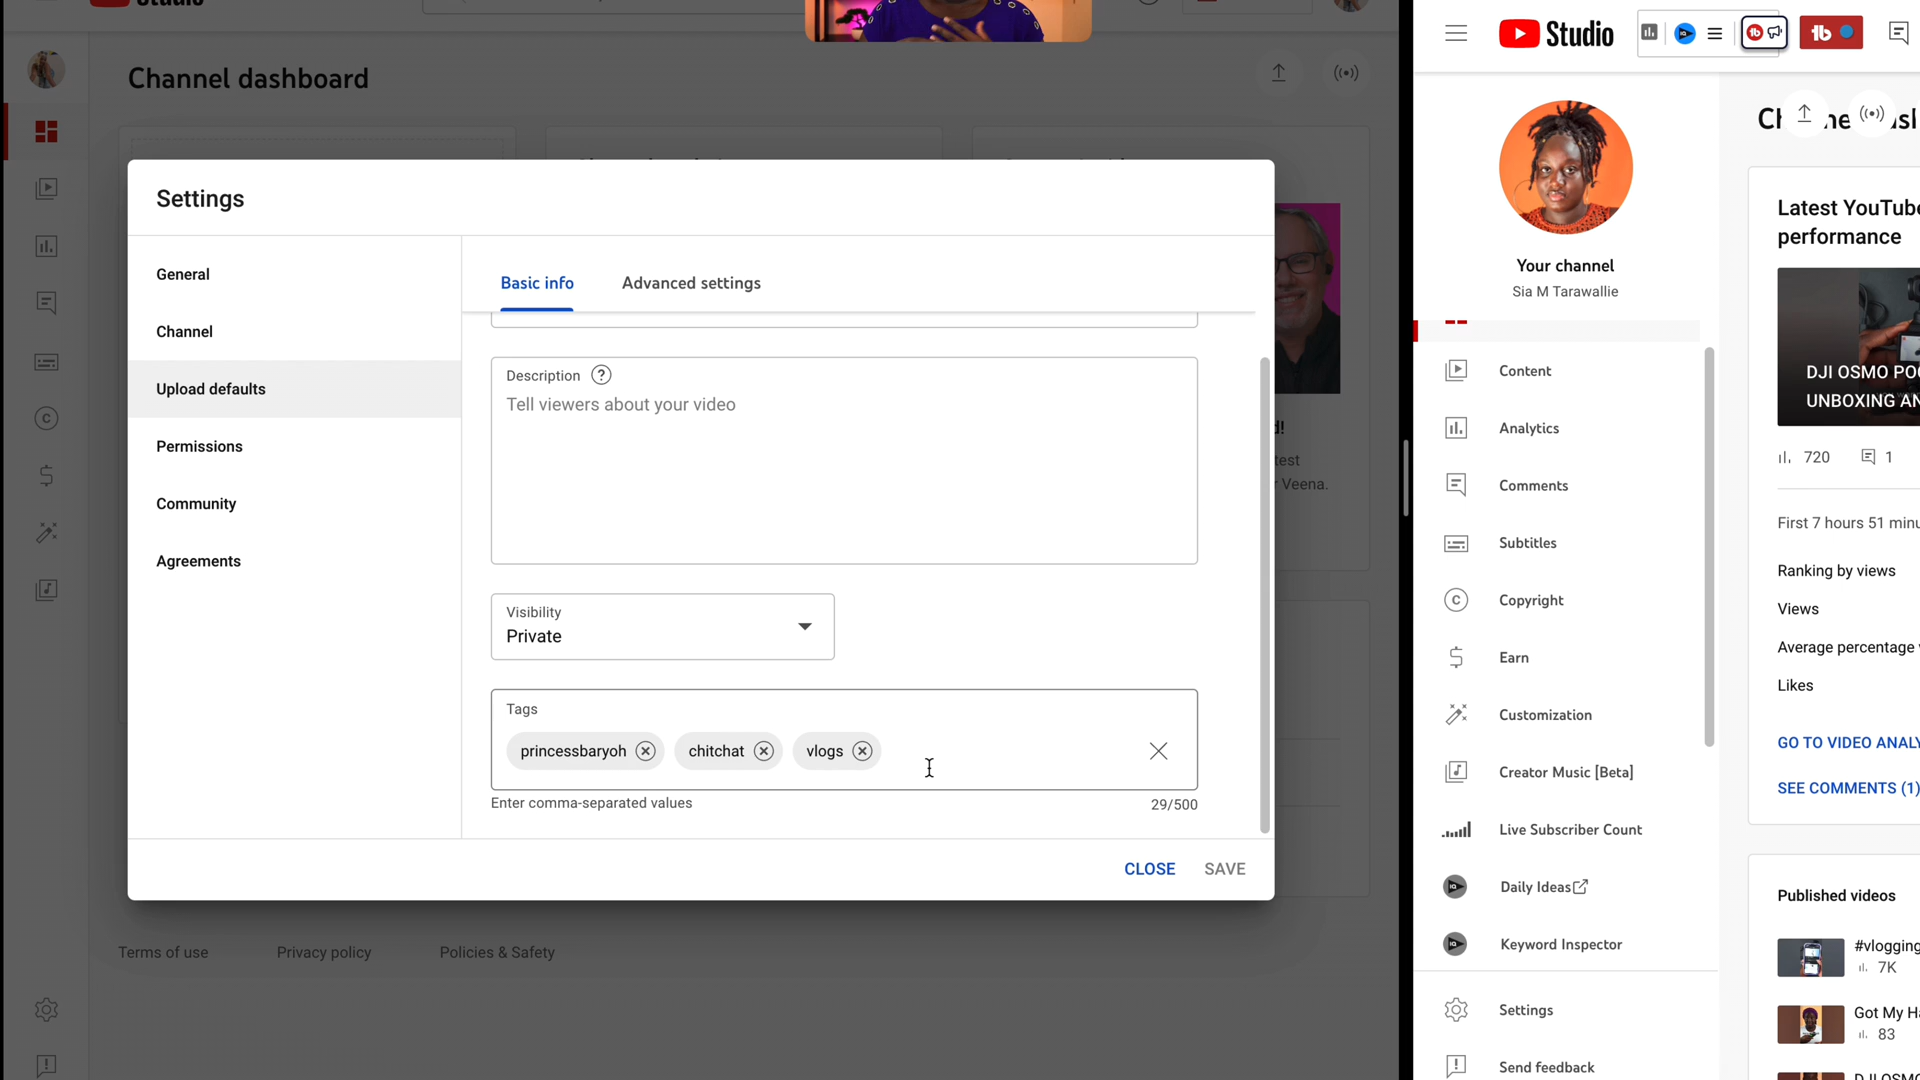 Studio
Channel dashboard
Settings
General
Channel
Upload defaults
Permissions
Community
Agreements
Basic info
Advanced settings
Description ?
Tell viewers about your video
Visibility
Private
Tags
princessbaryoh
chitchat
vlogs
Enter comma-separated values
29/500
CLOSE
SAVE
d!
test
r Veena.
Terms of use
Privacy policy
Policies & Safety
Studio
Your channel
Sia M Tarawallie
Content
Analytics
Comments
Subtitles
Copyright
Earn
Customization
Creator Music [Beta]
Live Subscriber Count
Daily Ideas
Keyword Inspector
Settings
Send feedback
Latest YouTube
performance
DJI OSMO PO
UNBOXING AN
720
1
First 7 hours 51 minu
Ranking by views
Views
Average percentage
Likes
GO TO VIDEO ANALY
SEE COMMENTS (1)
Published videos
#vlogging
7K
Got My Ha
83